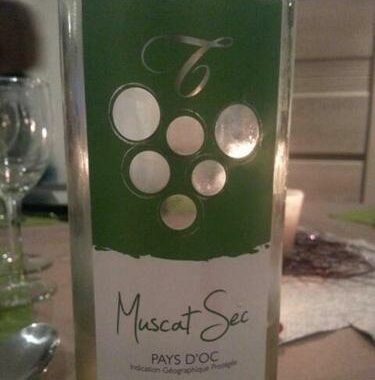 T
Muscat Sec
PAYS D'OC
Indication Géographique Protégée